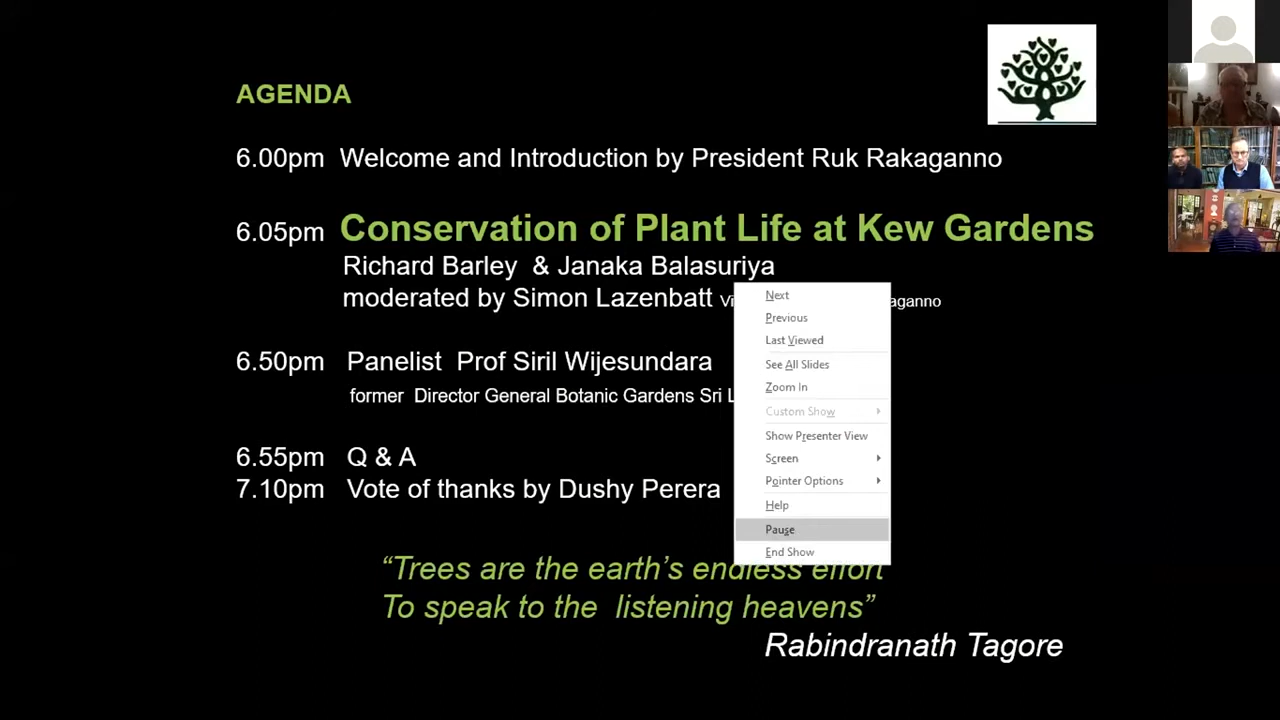 AGENDA
6.00pm Welcome and Introduction by President Ruk Rakaganno
6.05pm Conservation of Plant Life at Kew Gardens
Richard Barley & Janaka Balasuriya
moderated by Simon Lazenbatt
6.50pm Panelist Prof Siril Wijesundara
former Director General Botanic Gardens Sri
6.55pm Q & A
7.10pm Vote of thanks by Dushy Perera
“Trees are the earth’s endless effort
To speak to the listening heavens”
Rabindranath Tagore
Next
Previous
Last Viewed
See All Slides
Zoom In
Custom Show
Show Presenter View
Screen
Pointer Options
Help
Pause
End Show